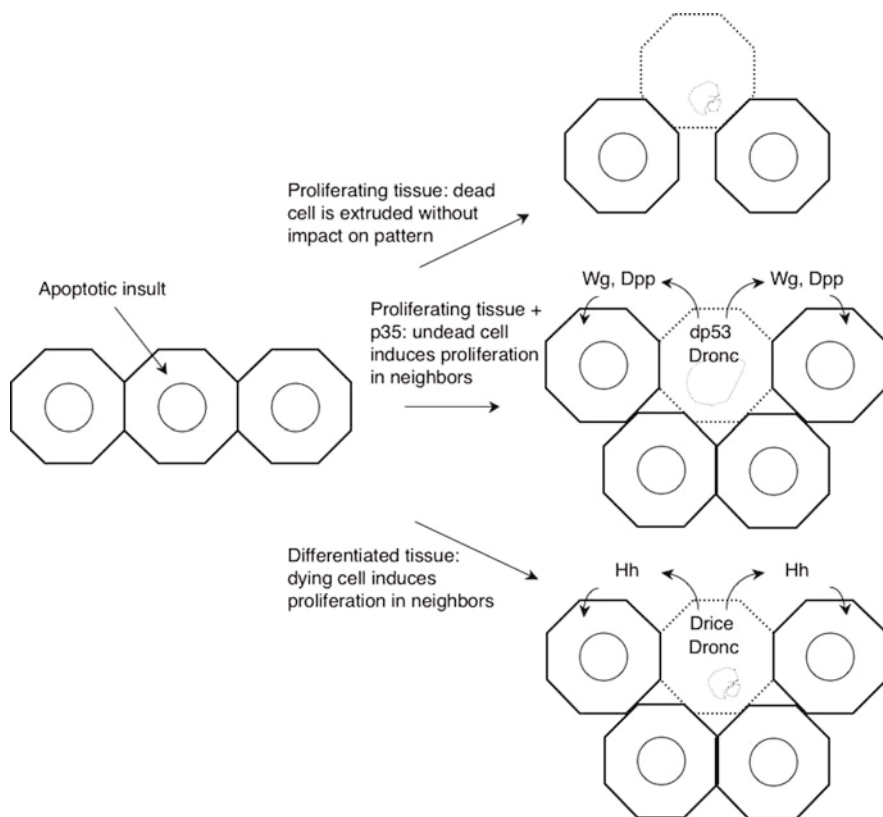 Proliferating tissue: dead
cell is extruded without
impact on pattern
Apoptotic insult
Proliferating tissue +
p35: undead cell
induces proliferation
in neighbors
Wg, Dpp
Wg, Dpp
dp53
Dronc
Differentiated tissue:
dying cell induces
proliferation in neighbors
Hh
Hh
Drice
Dronc